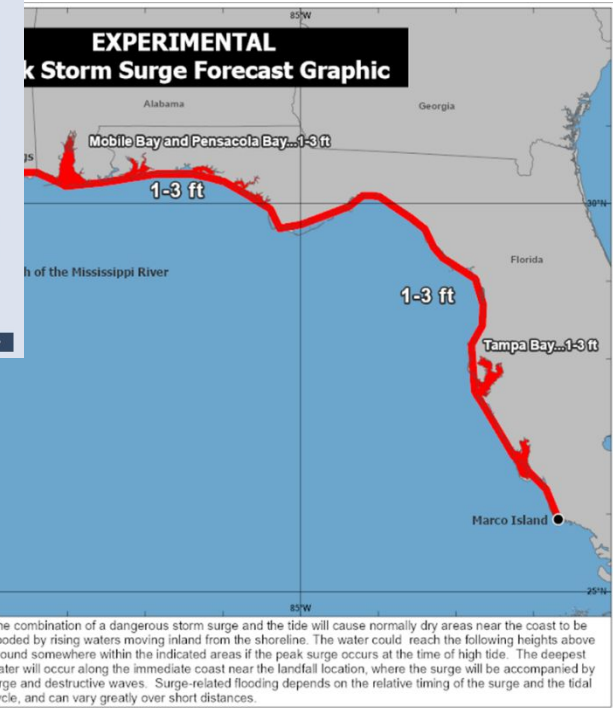 85°W
EXPERIMENTAL
k Storm Surge Forecast Graphic
Alabama
Georgia
Mobile Bay and Pensacola Bay...1-3 ft
gs
1-3 ft
30°N
h of the Mississippi River
Florida
1-3 ft
Tampa Bay...1-3 ft
Marco Island
25°N
85°W
he combination of a dangerous storm surge and the tide will cause normally dry areas near the coast to be
ooded by rising waters moving inland from the shoreline. The water could reach the following heights above
ound somewhere within the indicated areas if the peak surge occurs at the time of high tide. The deepest
ater will occur along the immediate coast near the landfall location, where the surge will be accompanied by
rge and destructive waves. Surge-related flooding depends on the relative timing of the surge and the tidal
ycle, and can vary greatly over short distances.